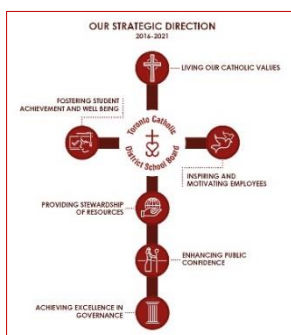 OUR STRATEGIC DIRECTION
2016-2021
LIVING OUR CATHOLIC VALUES
FOSTERING STUDENT
ACHIEVEMENT AND WELL BEING
Toronto Catholic
District School Board
INSPIRING AND
MOTIVATING EMPLOYEES
PROVIDING STEWARDSHIP
OF RESOURCES
ENHANCING PUBLIC
CONFIDENCE
ACHIEVING EXCELLENCE IN
GOVERNANCE